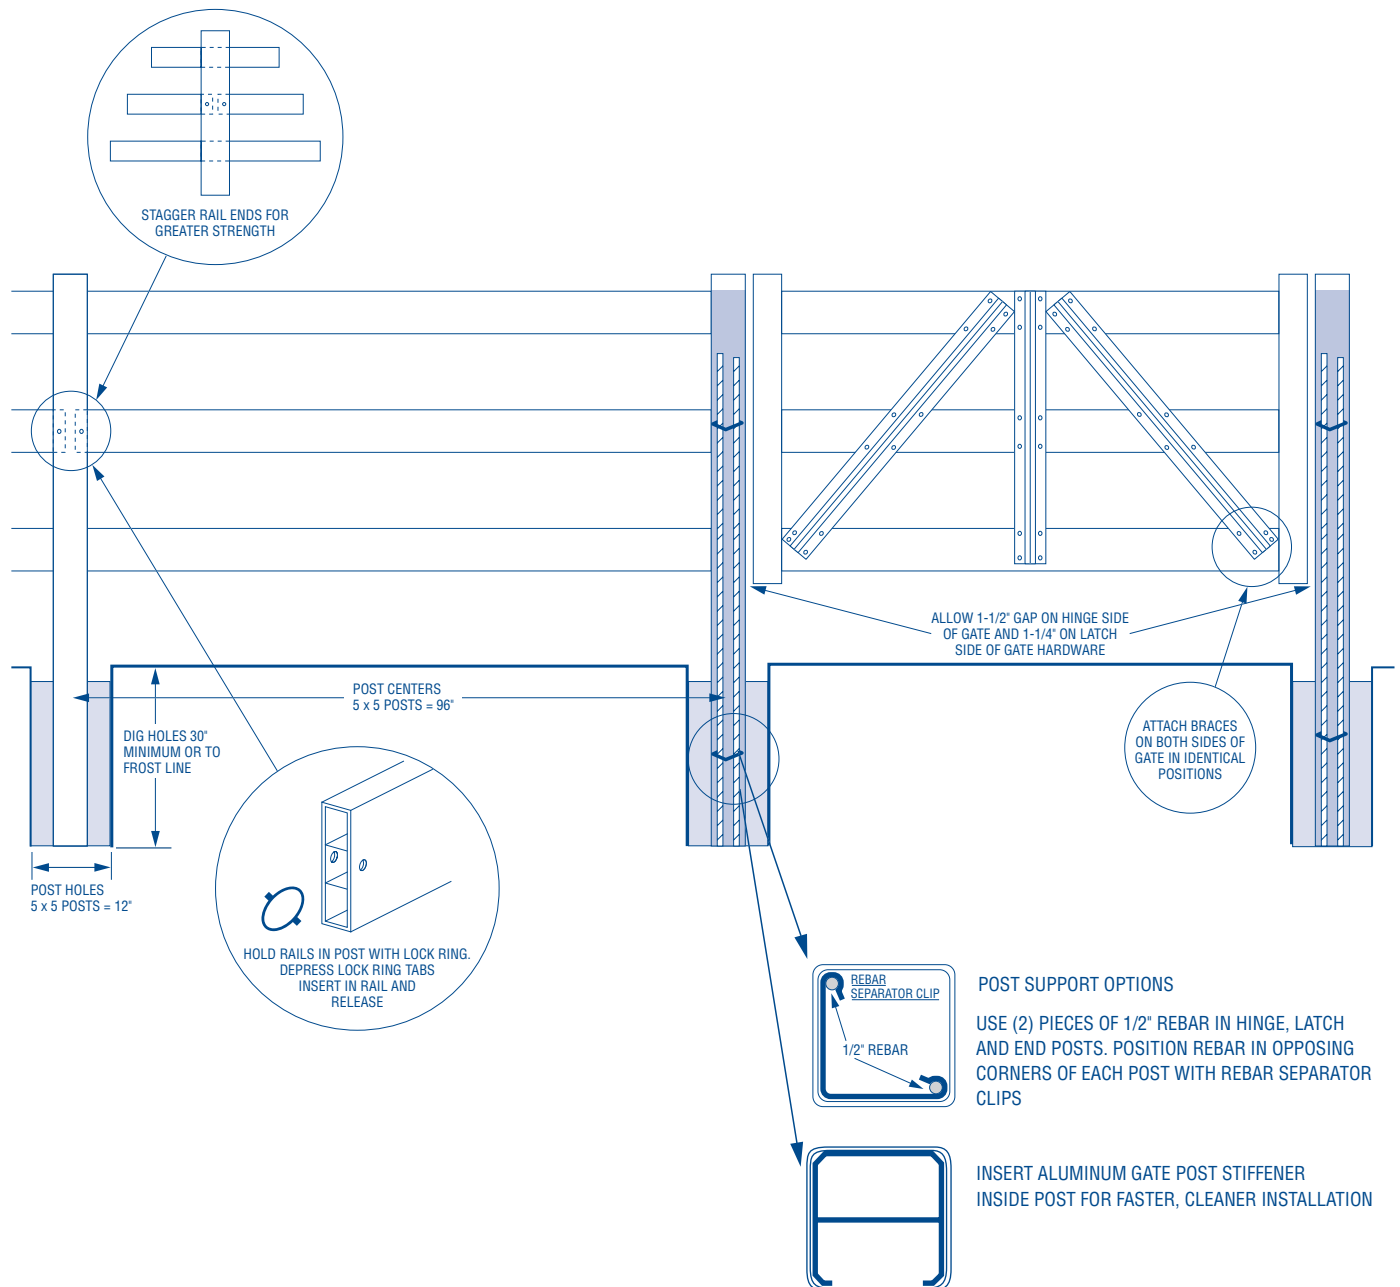 STAGGER RAIL ENDS FOR
GREATER STRENGTH
ALLOW 1-1/2" GAP ON HINGE SIDE
OF GATE AND 1-1/4" ON LATCH
SIDE OF GATE HARDWARE
POST CENTERS
5 x 5 POSTS = 96"
DIG HOLES 30"
MINIMUM OR TO
FROST LINE
ATTACH BRACES
ON BOTH SIDES OF
GATE IN IDENTICAL
POSITIONS
POST HOLES
5 x 5 POSTS = 12"
HOLD RAILS IN POST WITH LOCK RING.
DEPRESS LOCK RING TABS
INSERT IN RAIL AND
RELEASE
REBAR
SEPARATOR CLIP
1/2" REBAR
POST SUPPORT OPTIONS
USE (2) PIECES OF 1/2" REBAR IN HINGE, LATCH
AND END POSTS. POSITION REBAR IN OPPOSING
CORNERS OF EACH POST WITH REBAR SEPARATOR
CLIPS
INSERT ALUMINUM GATE POST STIFFENER
INSIDE POST FOR FASTER, CLEANER INSTALLATION